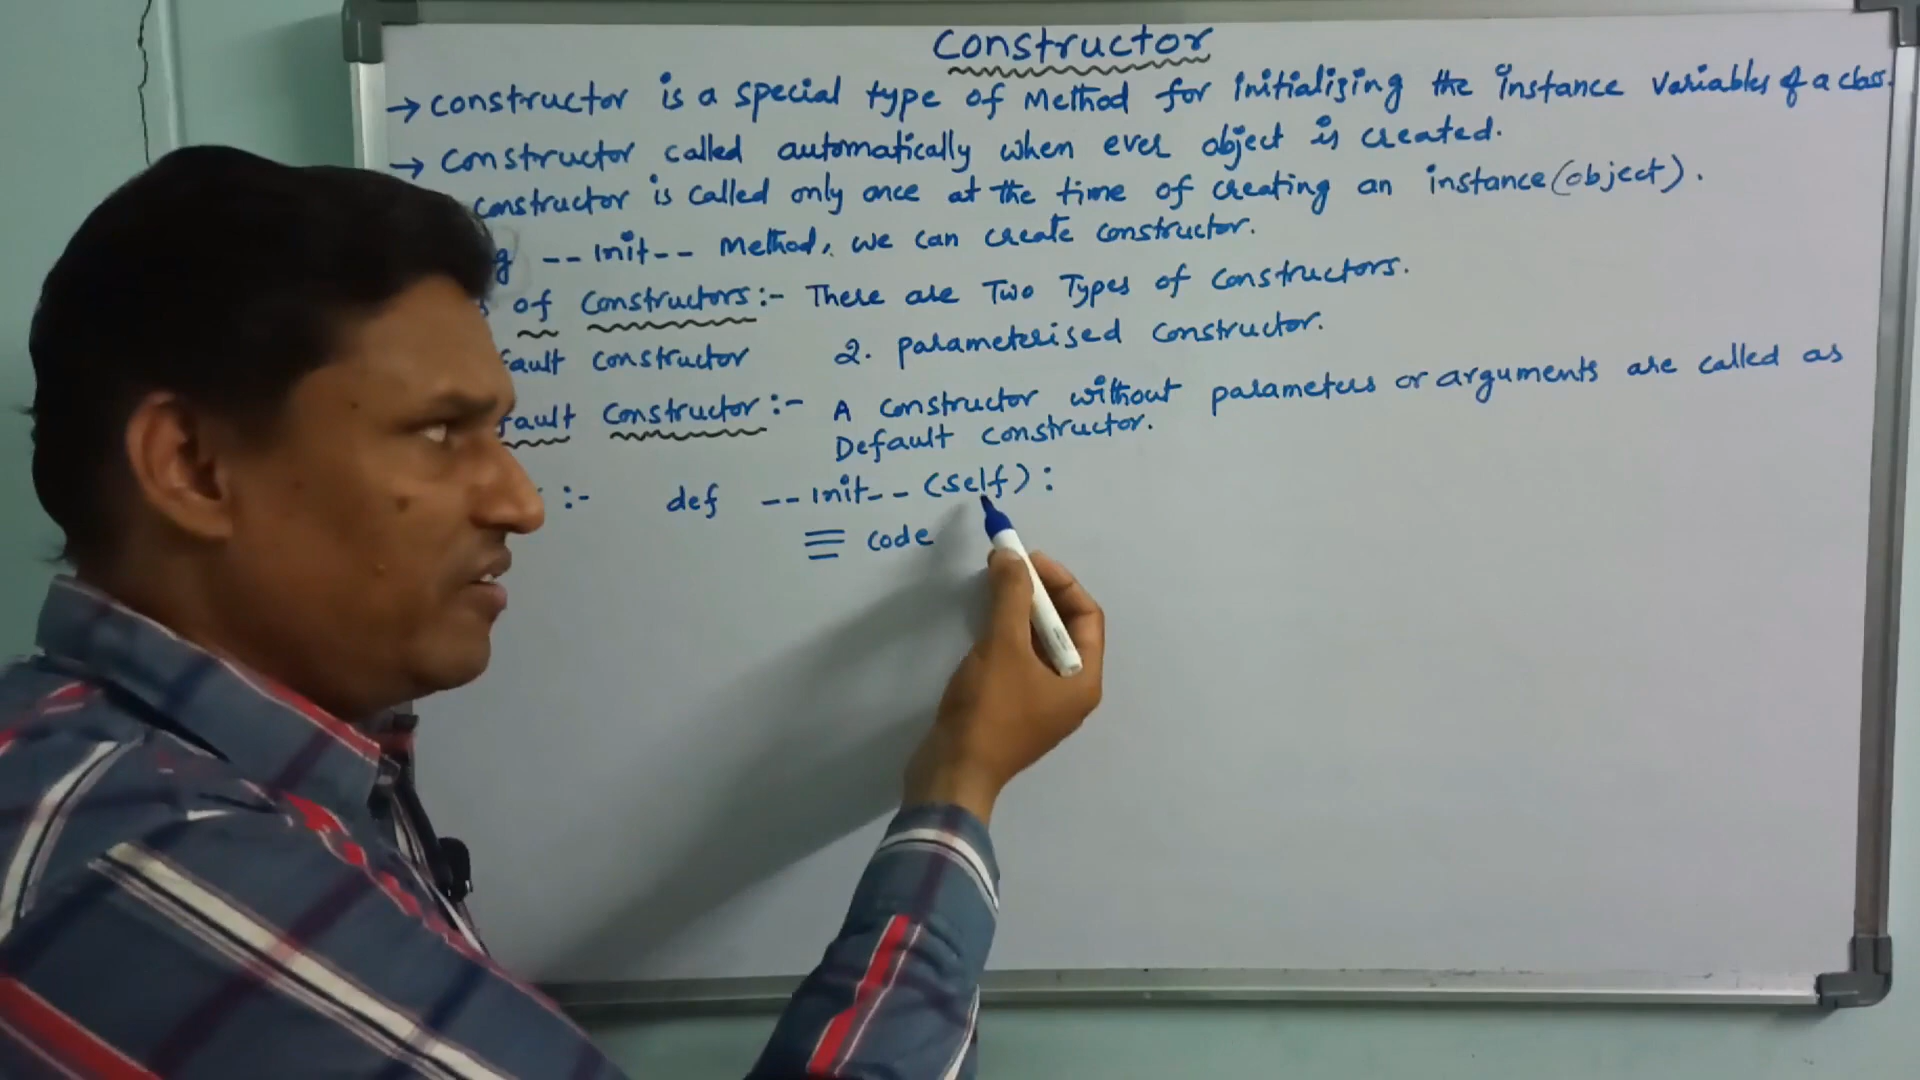 Constructor
→ constructor is a special type of Method for initializing the instance variables of a class.
→ constructor called automatically when ever object is created.
constructor is called only once at the time of creating an instance (object).
g --init-- Method, we can create constructor.
s of Constructors:- There are Two Types of constructors.
fault constructor 2. parameterised constructor.
fault Constructor:- A constructor without parameters or arguments are called as
Default constructor.
:- def --init-- (self):
code